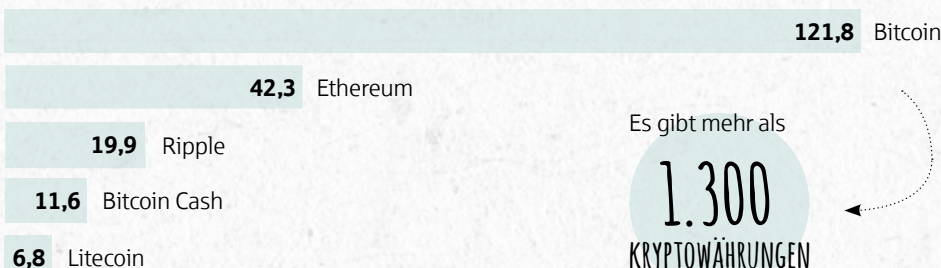 121,8 Bitcoin
42,3 Ethereum
19,9 Ripple
11,6 Bitcoin Cash
6,8 Litecoin
Es gibt mehr als
1.300
KRYPTOWÄHRUNGEN